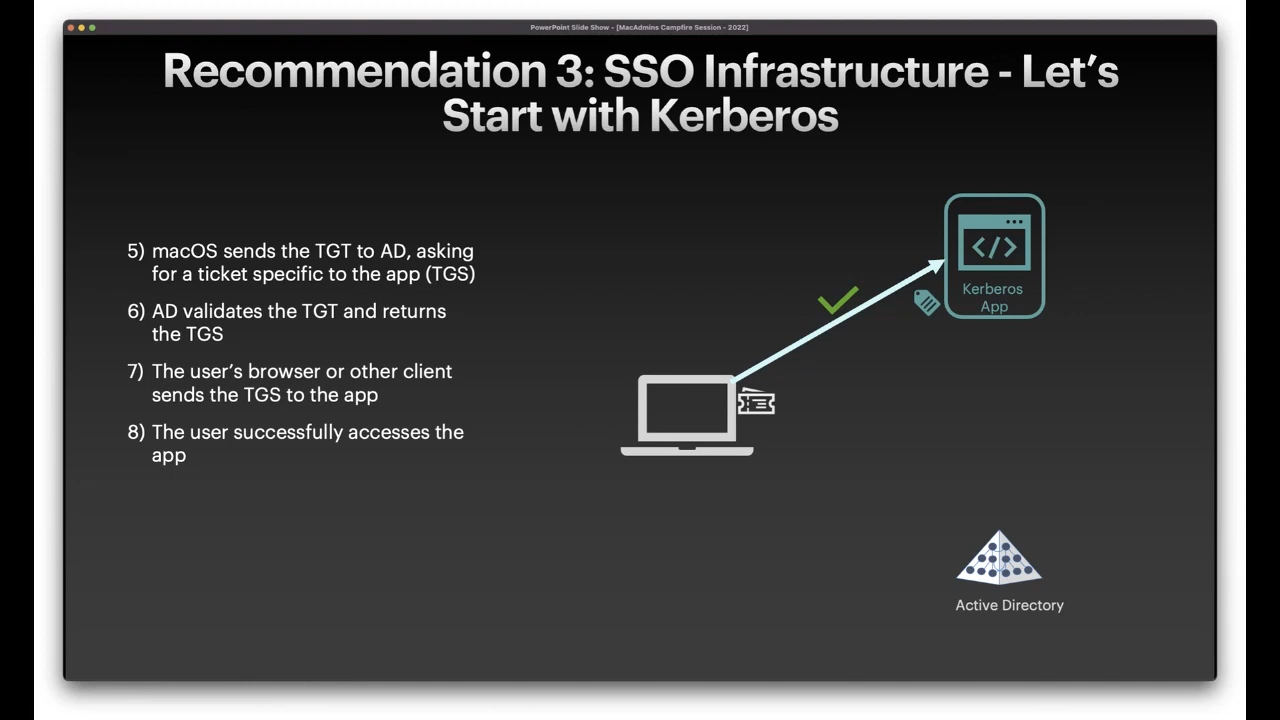 PowerPoint Slide Show - [MacAdmins Campfire Session - 2022]
Recommendation 3: SSO Infrastructure - Let's
Start with Kerberos
5) macOS sends the TGT to AD, asking
for a ticket specific to the app (TGS)
6) AD validates the TGT and returns
the TGS
7) The user's browser or other client
sends the TGS to the app
8) The user successfully accesses the
app
</>
Kerberos
App
Active Directory